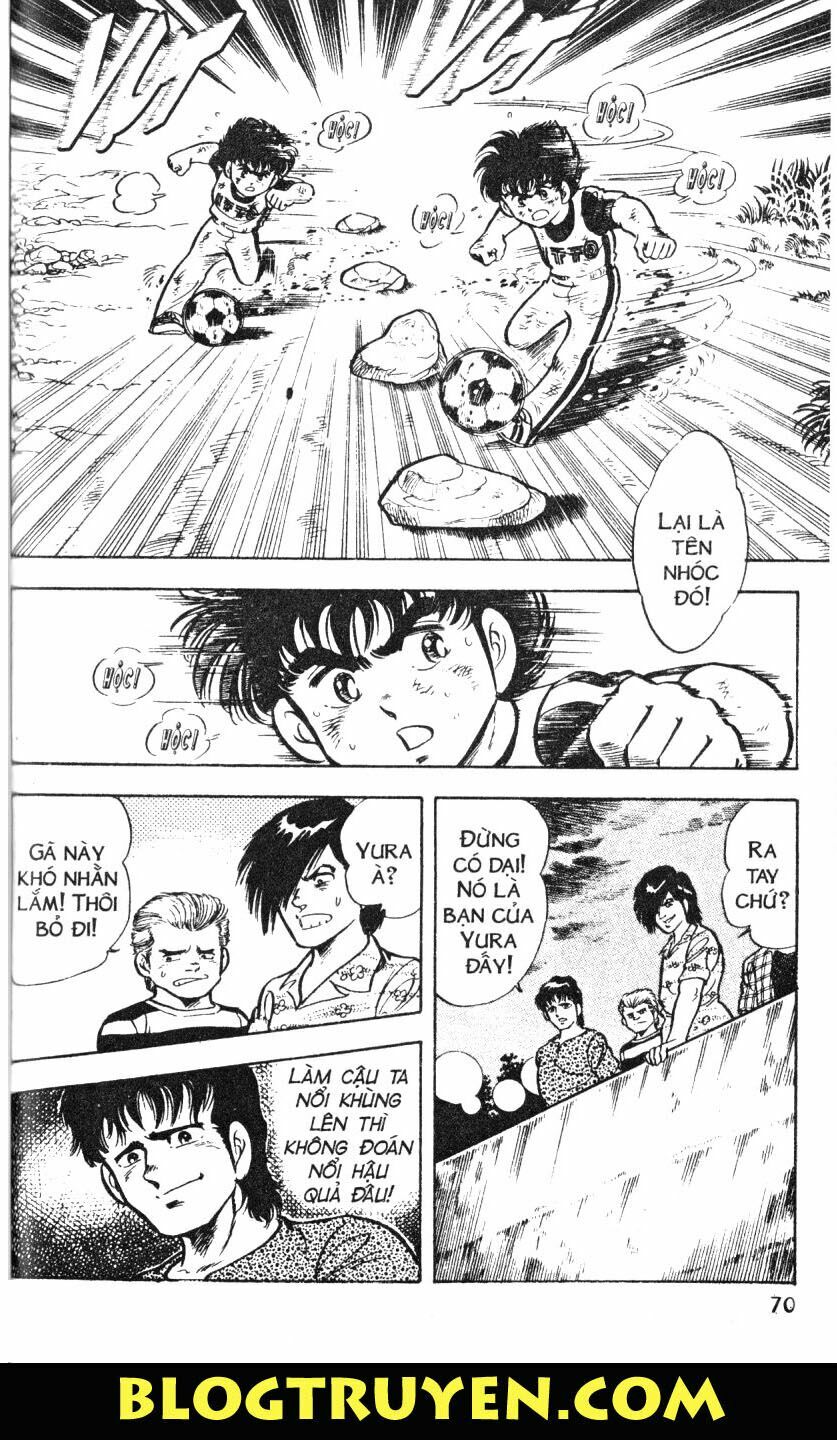 VỤT
VỤT
HỘC!
HỘC!
HỘC!
HỘC!
ITTO
ITTO
LẠI LÀ
TÊN
NHÓC
ĐÓ!
HỘC!
HỘC!
RA
TAY
CHỨ?
ĐỪNG
CÓ DẠI!
NÓ LÀ
BẠN CỦA
YURA
ĐẤY!
YURA
À?
GÃ NÀY
KHÓ NHẰN
LẮM! THÔI
BỎ ĐI!
LÀM CẬU TA
NỔI KHÙNG
LÊN THÌ
KHÔNG ĐOÁN
NỔI HẬU
QUẢ ĐÂU!
70
BLOGTRUYEN.COM